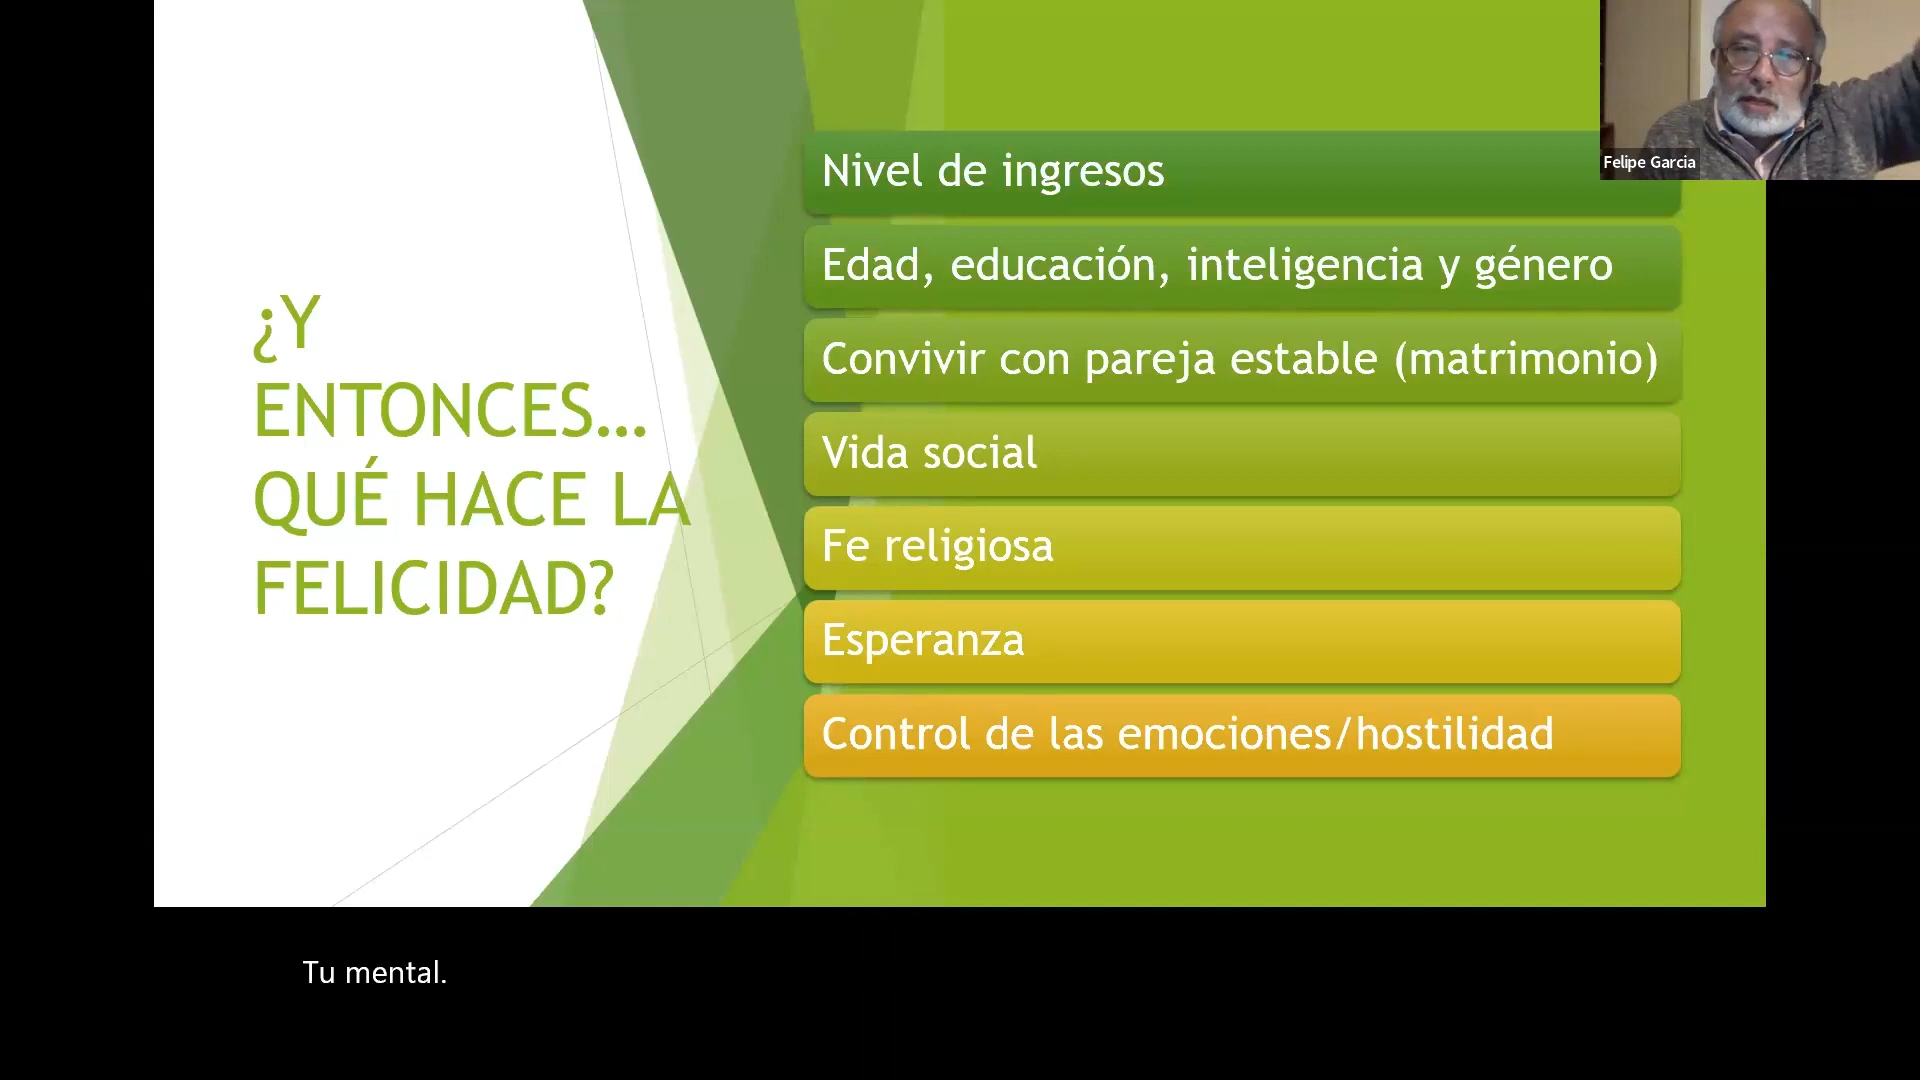 ¿Y
ENTONCES...
QUÉ HACE LA
FELICIDAD?
Nivel de ingresos
Edad, educación, inteligencia y género
Convivir con pareja estable (matrimonio)
Vida social
Fe religiosa
Esperanza
Control de las emociones/hostilidad
Felipe Garcia
Tu mental.